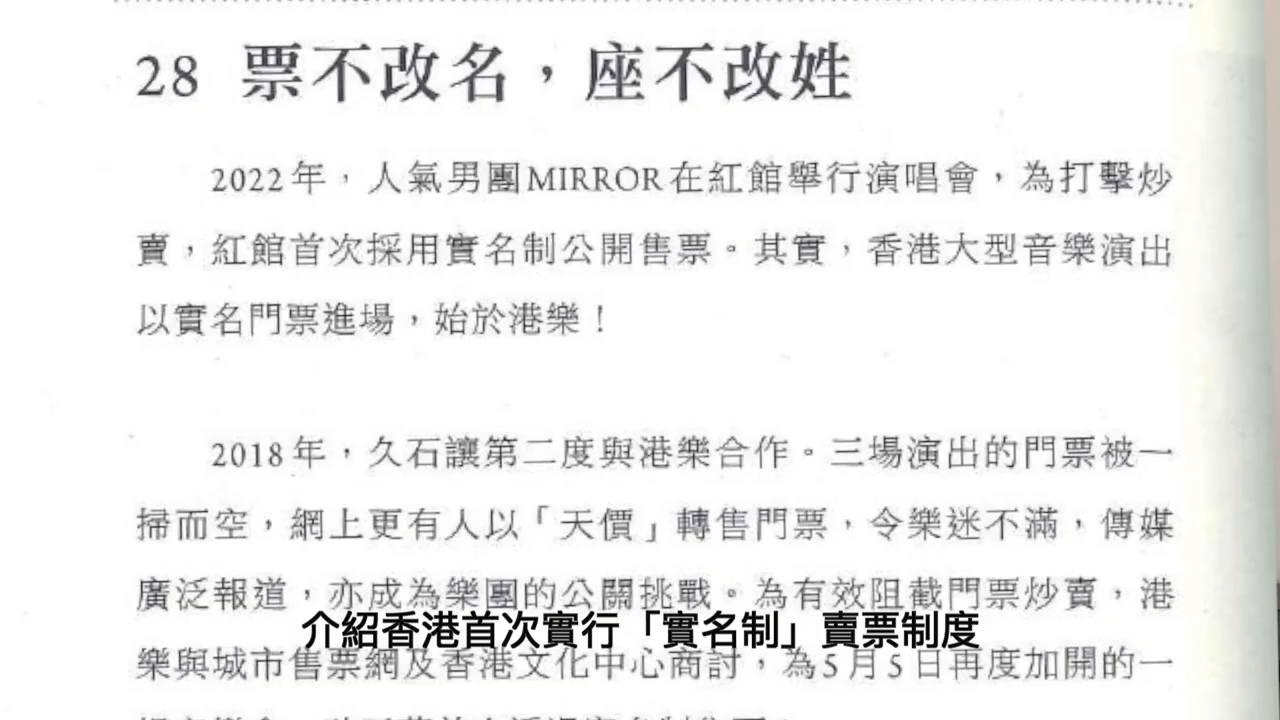 28 票不改名，座不改姓
2022年，人氣男團MIRROR在紅館舉行演唱會，為打擊炒
賣，紅館首次採用實名制公開售票。其實，香港大型音樂演出
以實名門票進場，始於港樂！
2018年，久石讓第二度與港樂合作。三場演出的門票被一
掃而空，網上更有人以「天價」轉售門票，令樂迷不滿，傳媒
廣泛報道，亦成為樂團的公關挑戰。為有效阻截門票炒賣，港
介紹香港首次實行「實名制」賣票制度
樂與城市售票網及香港文化中心商討，為5月5日再度加開的一